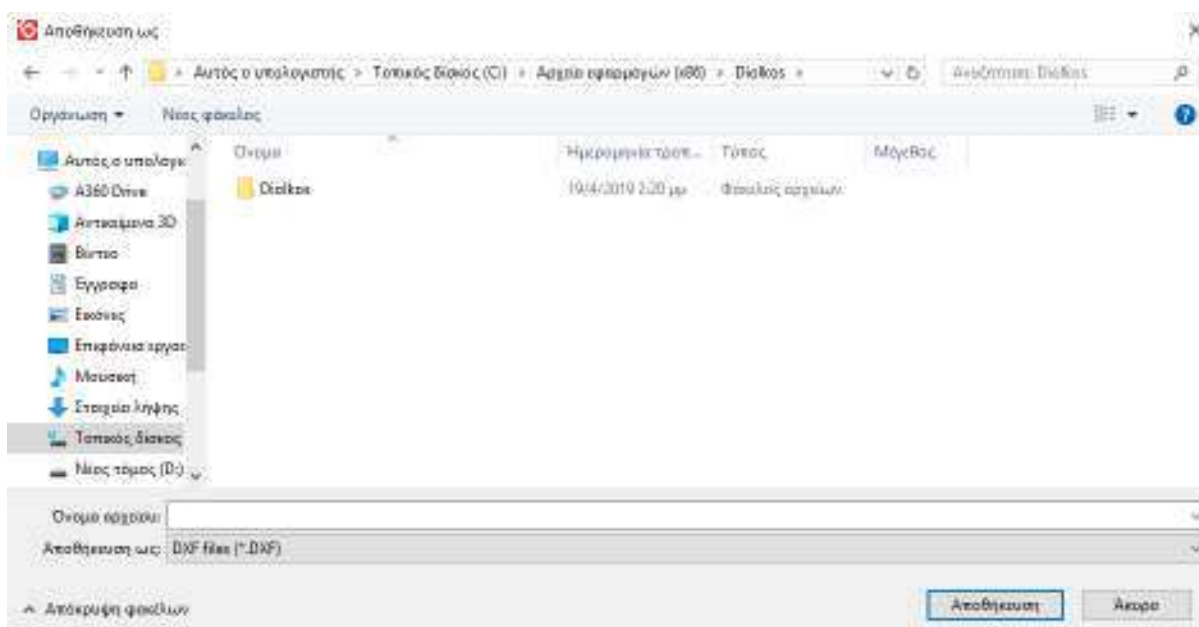 Αποθήκευση ως
Αυτός ο υπολογιστής > Τοπικός δίσκος (C:) > Αρχεία εφαρμογών (x86) > Diolkos >
Αναζήτηση: Diolkos
Οργάνωση
Νέος φάκελος
Όνομα
Ημερομηνία τροπ...
Τύπος
Μέγεθος
Αυτός ο υπολογι
A360 Drive
Αντικείμενα 3D
Βίντεο
Έγγραφα
Εικόνες
Επιφάνεια εργασ
Μουσική
Στοιχεία λήψης
Τοπικός δίσκος
Νέος τόμος (D:)
Diolkos
19/4/2019 2:20 μμ
Φάκελος αρχείων
Όνομα αρχείου:
Αποθήκευση ως: DXF files (*.DXF)
Απόκρυψη φακέλων
Αποθήκευση
Άκυρο